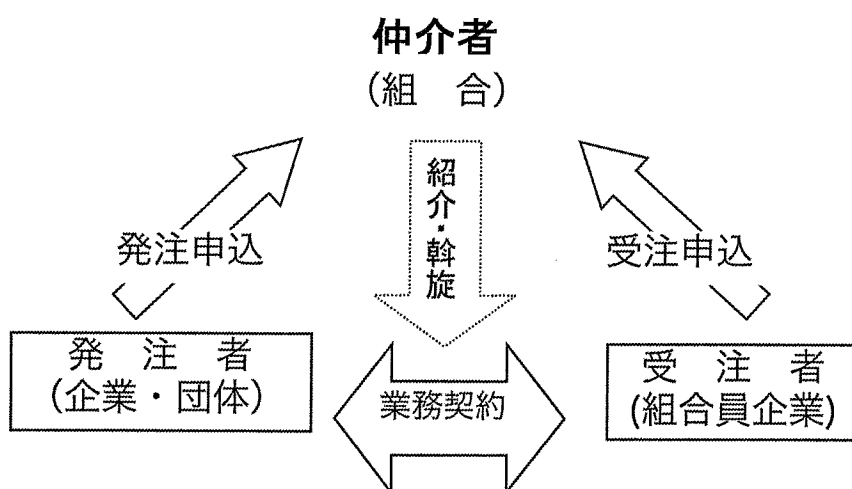 仲介者
(組　合)
紹介・斡旋
発注申込
受注申込
発　注　者
(企業・団体)
業務契約
受　注　者
(組合員企業)